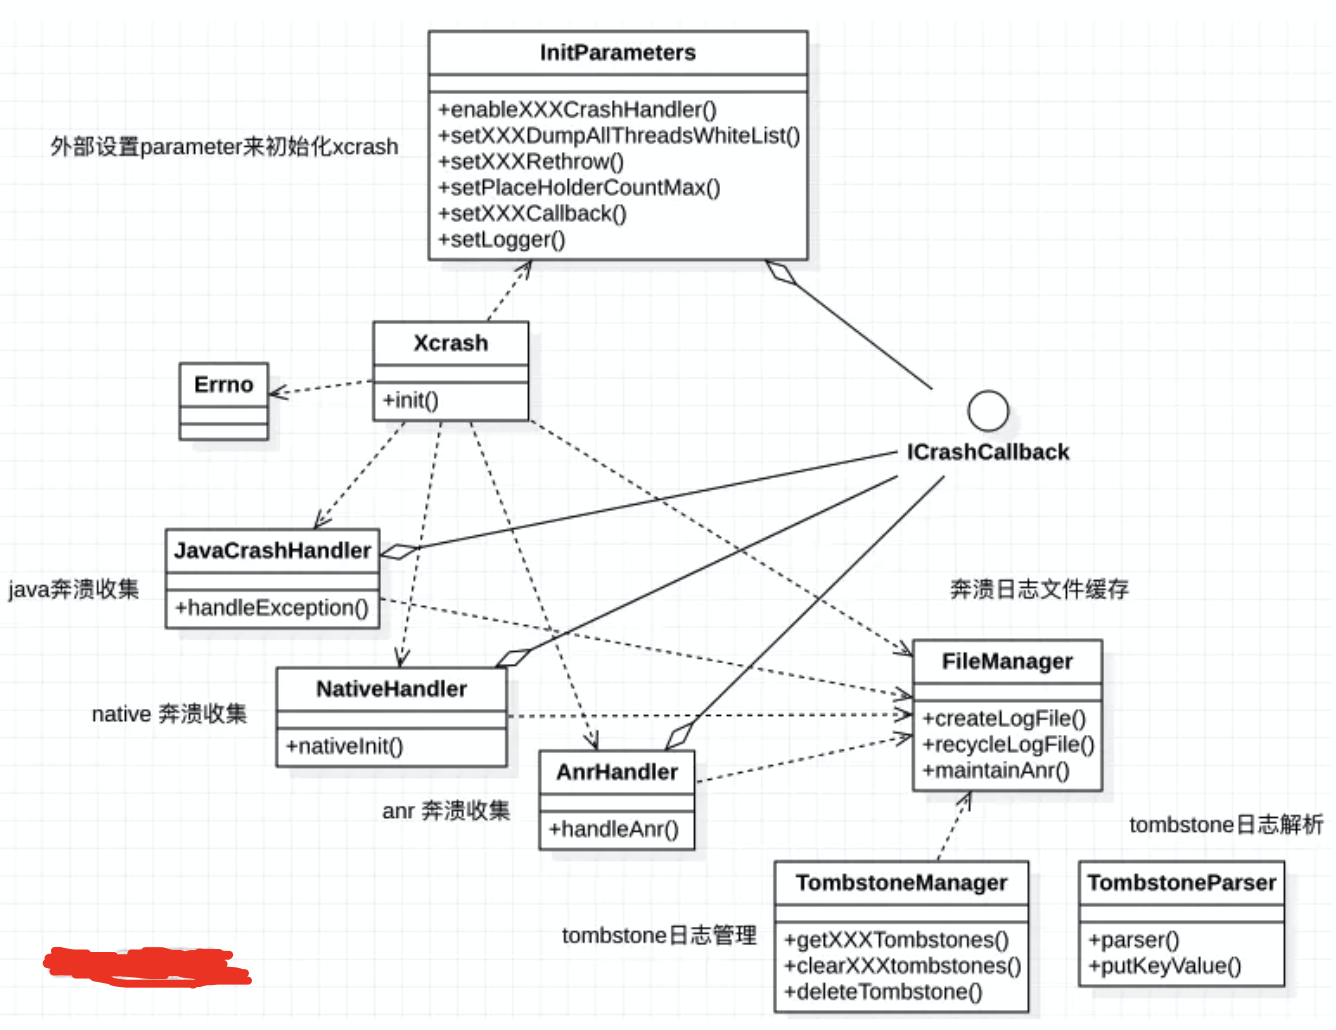 InitParameters
+enableXXXCrashHandler()
+setXXXDumpAllThreadsWhiteList()
+setXXXRethrow()
+setPlaceHolderCountMax()
+setXXXCallback()
+setLogger()
外部设置parameter来初始化xcrash
Xcrash
+init()
Errno
ICrashCallback
JavaCrashHandler
+handleException()
java奔溃收集
奔溃日志文件缓存
FileManager
+createLogFile()
+recycleLogFile()
+maintainAnr()
NativeHandler
+nativeInit()
native 奔溃收集
AnrHandler
+handleAnr()
anr 奔溃收集
tombstone日志解析
TombstoneManager
+getXXXTombstones()
+clearXXXtombstones()
+deleteTombstone()
tombstone日志管理
TombstoneParser
+parser()
+putKeyValue()